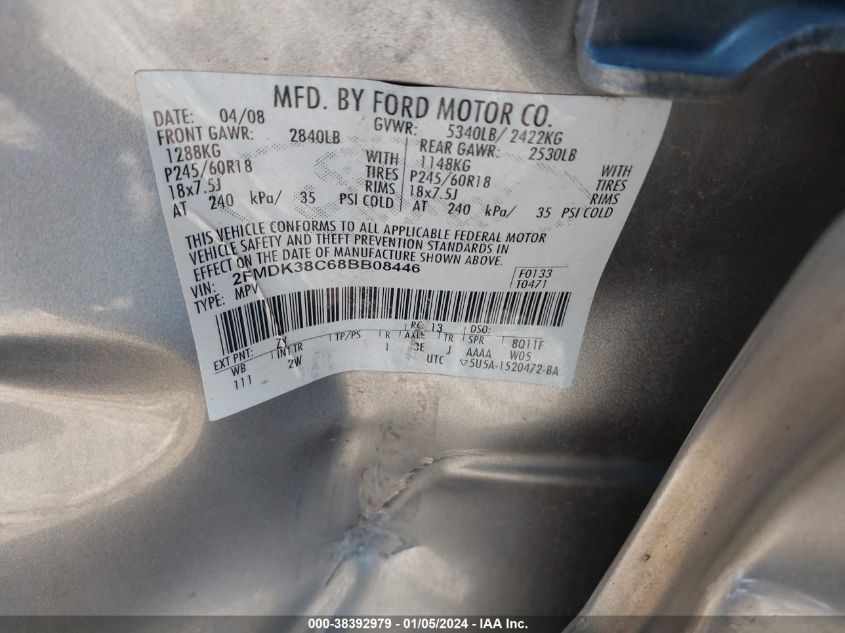 MFD. BY FORD MOTOR CO.
DATE: 04/08 GVWR: 5340LB/ 2422KG
FRONT GAWR: 2840LB REAR GAWR: 2530LB
1288KG WITH 1148KG WITH
P245/60R18 TIRES P245/60R18 TIRES
18x7.5J RIMS 18x7.5J RIMS
AT 240 kPa/ 35 PSI COLD AT 240 kPa/ 35 PSI COLD
THIS VEHICLE CONFORMS TO ALL APPLICABLE FEDERAL MOTOR
VEHICLE SAFETY AND THEFT PREVENTION STANDARDS IN
EFFECT ON THE DATE OF MANUFACTURE SHOWN ABOVE.
VIN: 2FMDK38C68BB08446 F0133
TYPE: MPV T0471
EXT PNT: ZY RC: 13 DSO:
WB INT TR TP/PS R AXLE TR SPR 8Q11F
111 2W 1 3E J AAAA W05
UTC ▽5U5A-1520472-BA
000-38392979 | 01/05/2024 | IAA Inc.